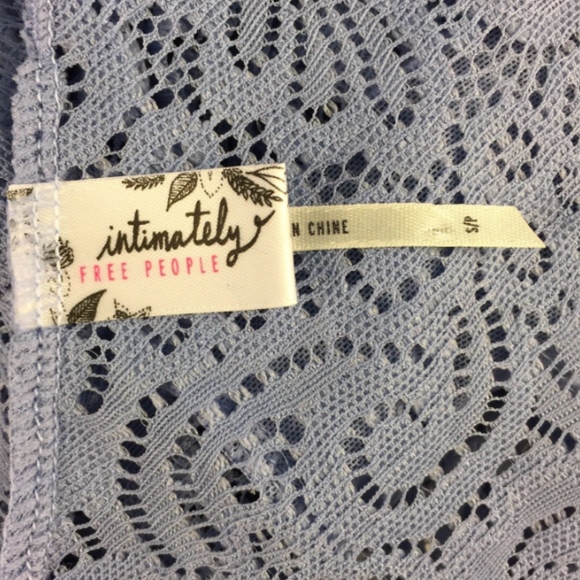 intimately
FREE PEOPLE
N CHINE
S/P